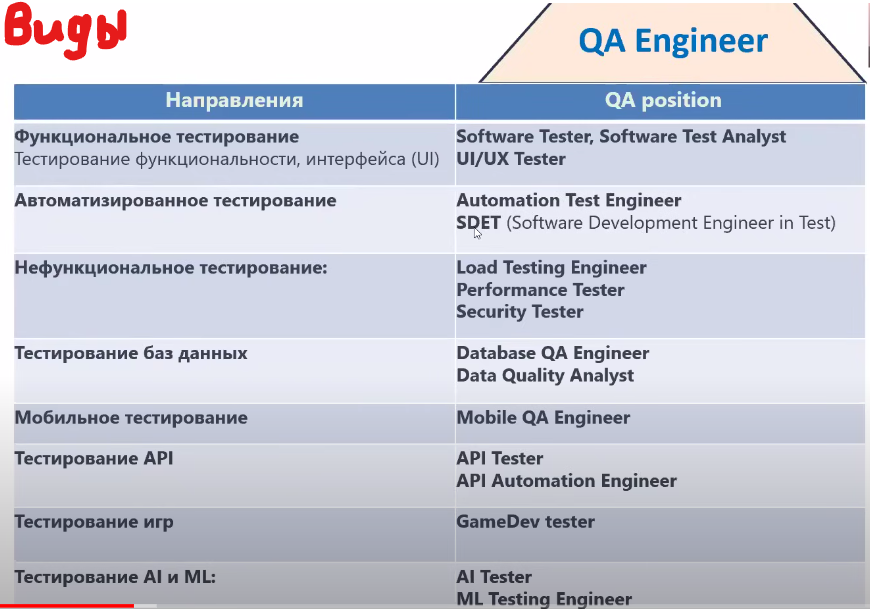 Виды
QA Engineer
Направления QA position
Функциональное тестирование Software Tester, Software Test Analyst
Тестирование функциональности, интерфейса (UI) UI/UX Tester
Автоматизированное тестирование Automation Test Engineer
SDET (Software Development Engineer in Test)
Нефункциональное тестирование: Load Testing Engineer
Performance Tester
Security Tester
Тестирование баз данных Database QA Engineer
Data Quality Analyst
Мобильное тестирование Mobile QA Engineer
Тестирование API API Tester
API Automation Engineer
Тестирование игр GameDev tester
Тестирование AI и ML: AI Tester
ML Testing Engineer